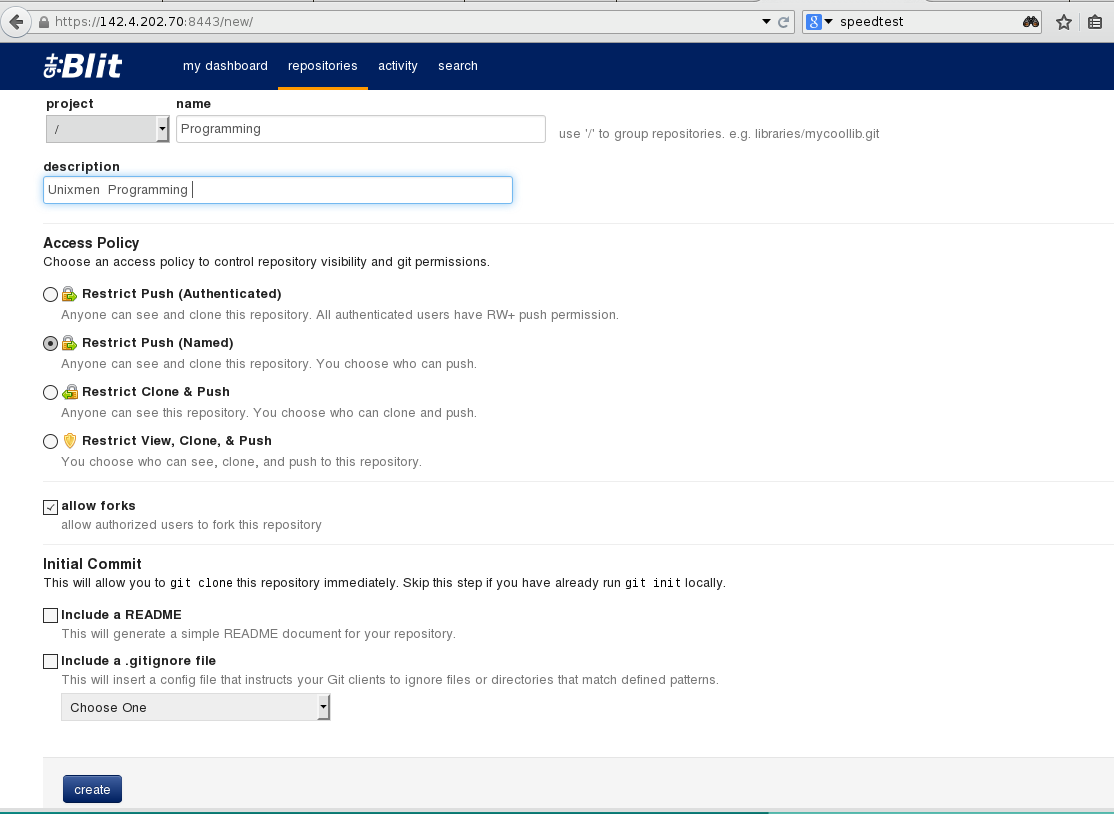 https://142.4.202.70:8443/new/
8 speedtest
git:Blit my dashboard repositories activity search
project name
/ Programming use '/' to group repositories. e.g. libraries/mycoollib.git
description
Unixmen  Programming
Access Policy
Choose an access policy to control repository visibility and git permissions.
Restrict Push (Authenticated)
Anyone can see and clone this repository. All authenticated users have RW+ push permission.
Restrict Push (Named)
Anyone can see and clone this repository. You choose who can push.
Restrict Clone & Push
Anyone can see this repository. You choose who can clone and push.
Restrict View, Clone, & Push
You choose who can see, clone, and push to this repository.
allow forks
allow authorized users to fork this repository
Initial Commit
This will allow you to git clone this repository immediately. Skip this step if you have already run git init locally.
Include a README
This will generate a simple README document for your repository.
Include a .gitignore file
This will insert a config file that instructs your Git clients to ignore files or directories that match defined patterns.
Choose One
create